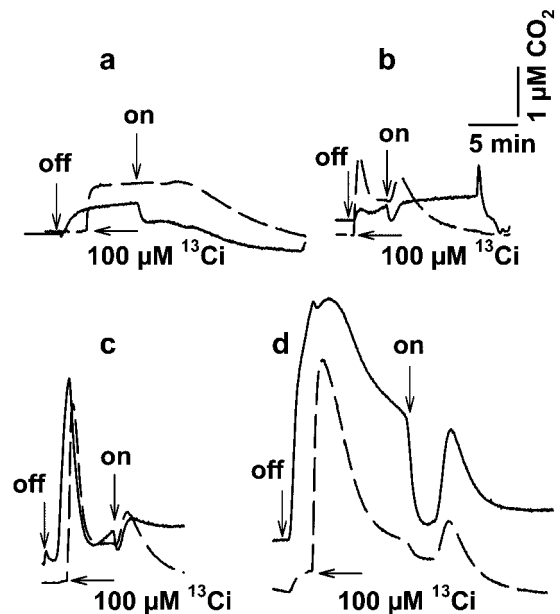 a
b
1 µM CO₂
5 min
on
off
100 µM ¹³Ci
on
off
100 µM ¹³Ci
c
d
on
off
100 µM ¹³Ci
on
off
100 µM ¹³Ci